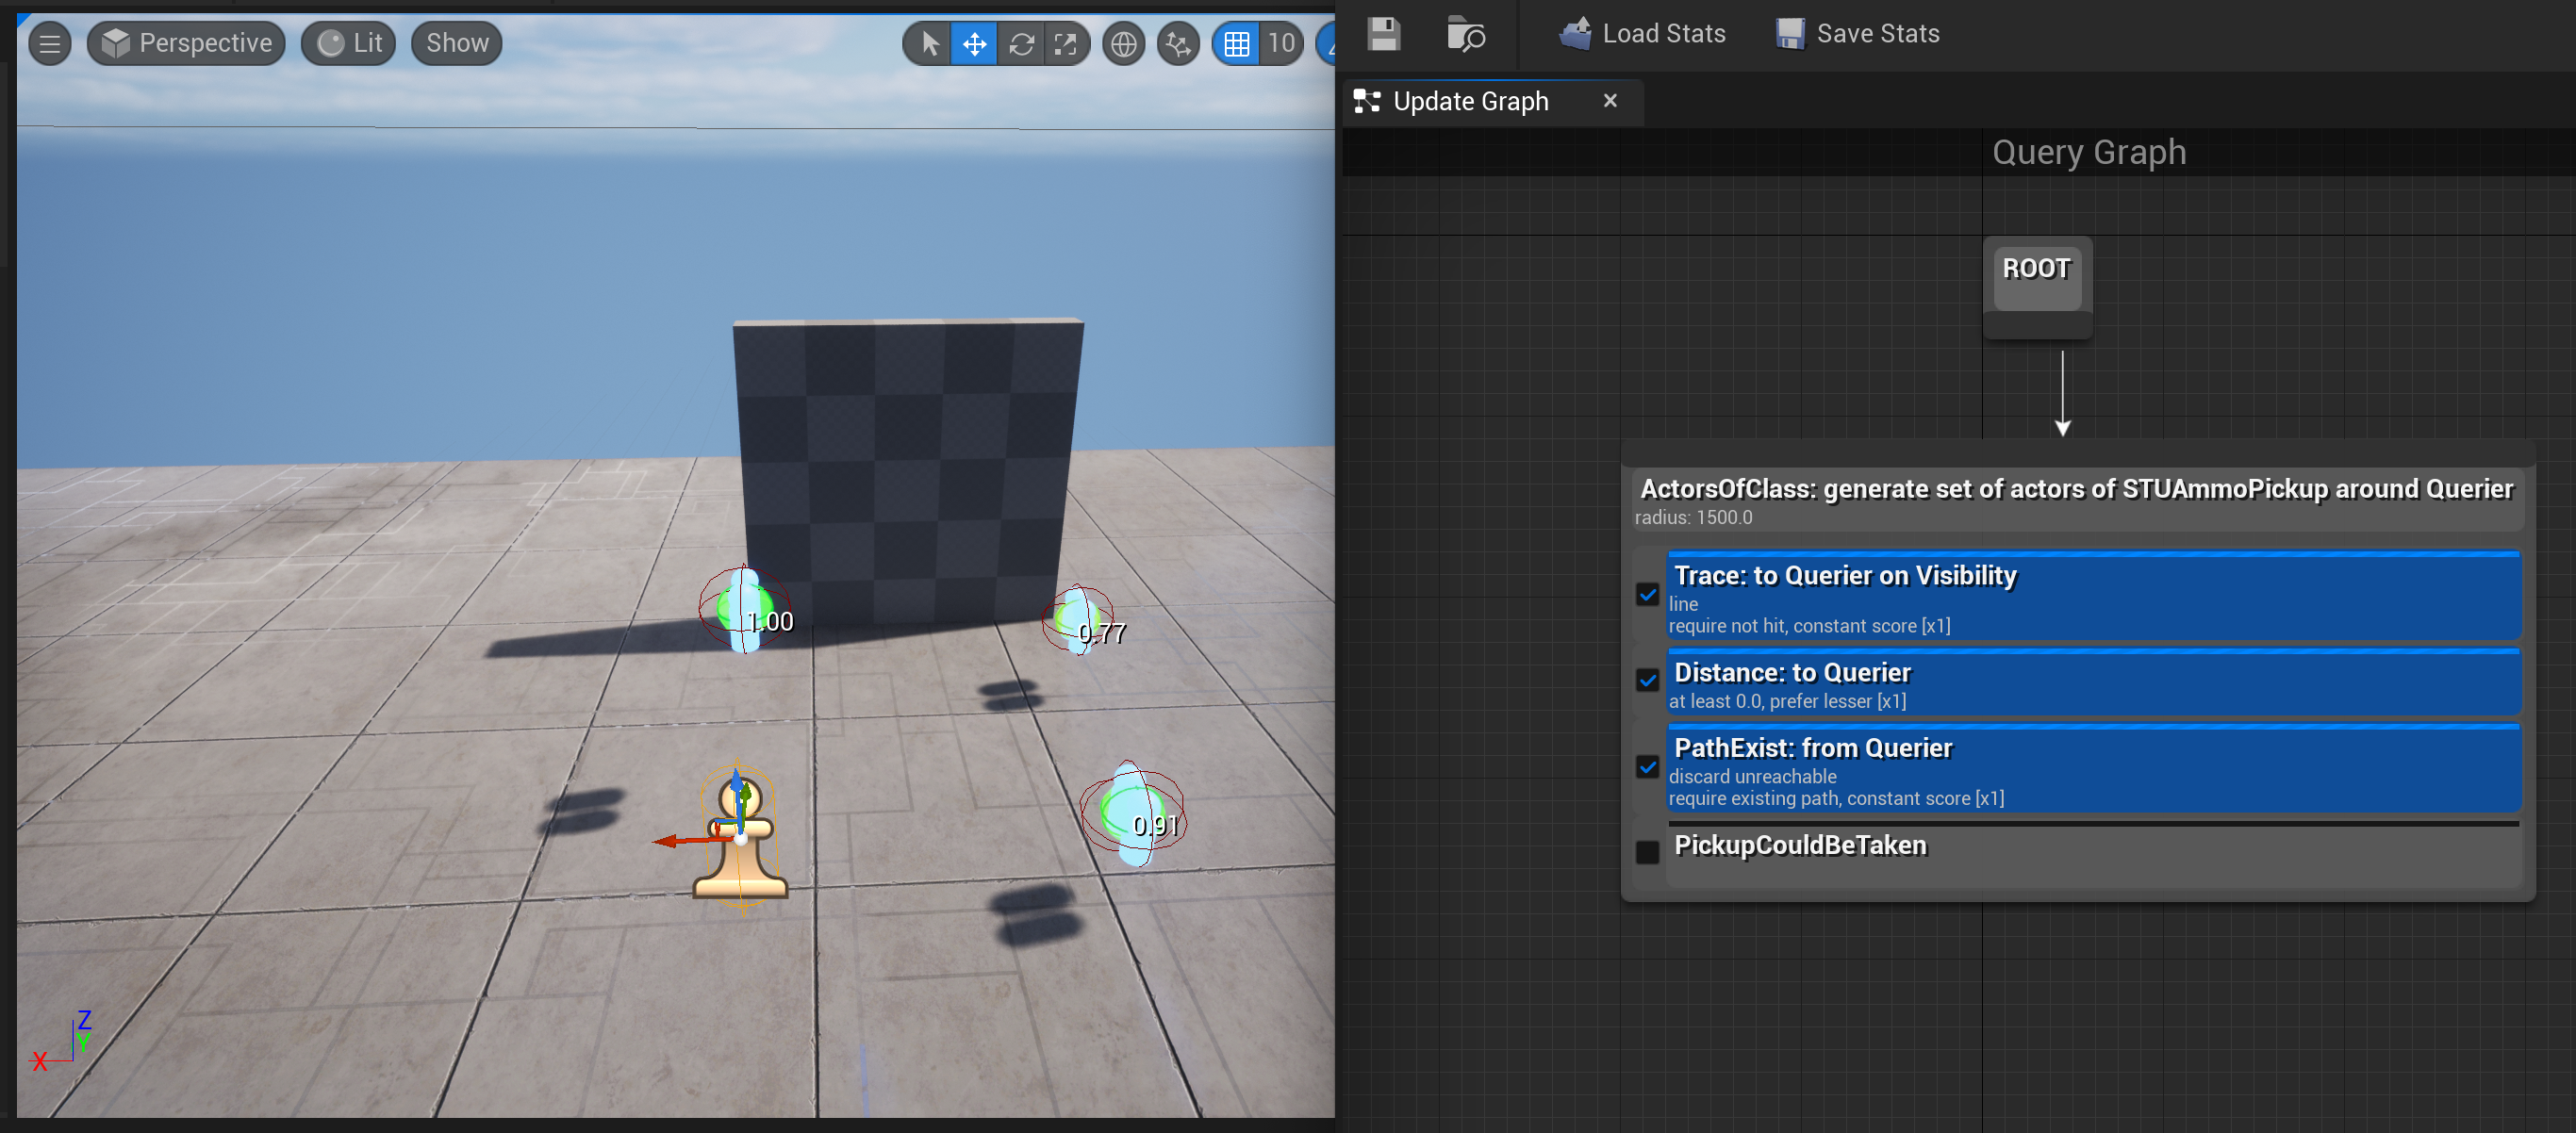 Perspective
Lit
Show
10
Load Stats
Save Stats
Update Graph
Query Graph
ROOT
ActorsOfClass: generate set of actors of STUAmmoPickup around Querier
radius: 1500.0
Trace: to Querier on Visibility
line
require not hit, constant score [x1]
Distance: to Querier
at least 0.0, prefer lesser [x1]
PathExist: from Querier
discard unreachable
require existing path, constant score [x1]
PickupCouldBeTaken
1.00
0.77
0.91
Z
Y
X